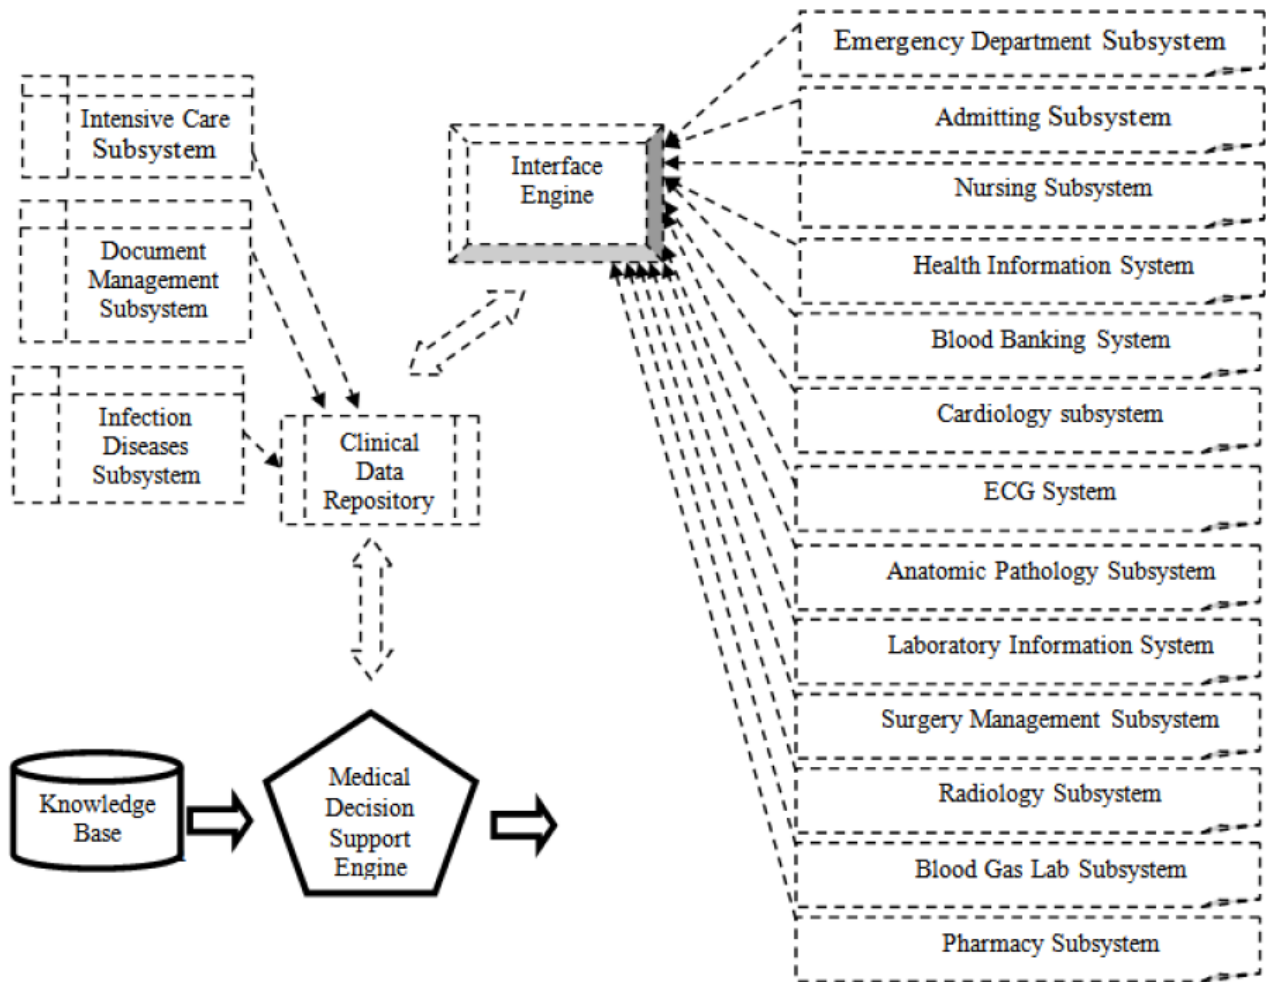 Intensive Care
Subsystem
Document
Management
Subsystem
Infection
Diseases
Subsystem
Clinical
Data
Repository
Interface
Engine
Knowledge
Base
Medical
Decision
Support
Engine
Emergency Department Subsystem
Admitting Subsystem
Nursing Subsystem
Health Information System
Blood Banking System
Cardiology subsystem
ECG System
Anatomic Pathology Subsystem
Laboratory Information System
Surgery Management Subsystem
Radiology Subsystem
Blood Gas Lab Subsystem
Pharmacy Subsystem